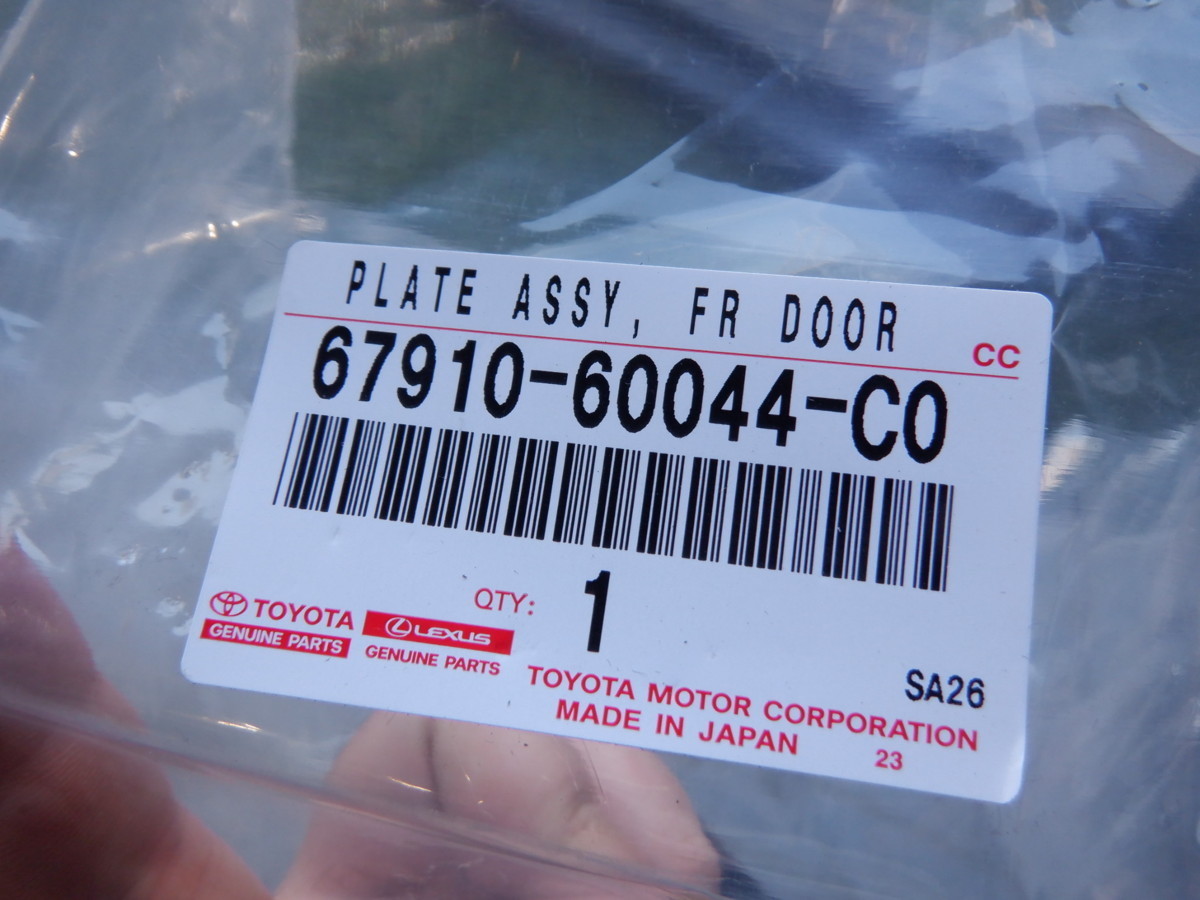 PLATE ASSY, FR DOOR
CC
67910-60044-C0
QTY: 1
TOYOTA
GENUINE PARTS
LEXUS
GENUINE PARTS
SA26
TOYOTA MOTOR CORPORATION
MADE IN JAPAN 23